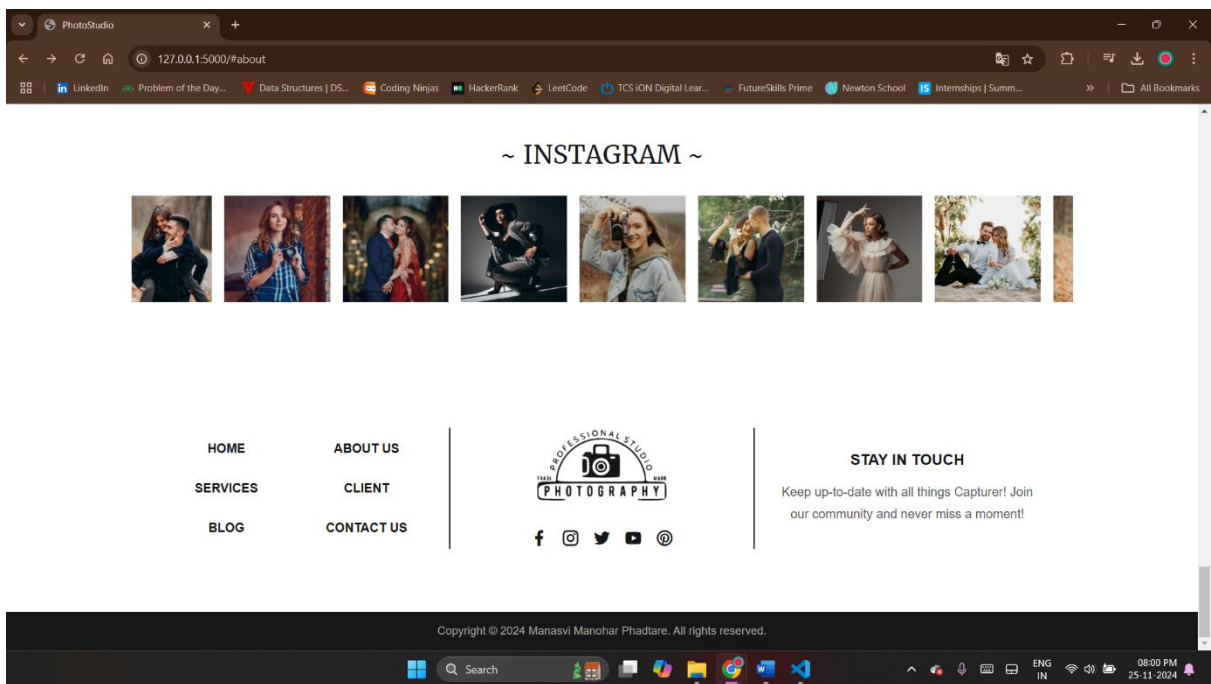 PhotoStudio
127.0.0.1:5000/#about
LinkedIn
Problem of the Day...
Data Structures | DS...
Coding Ninjas
HackerRank
LeetCode
TCS iON Digital Lear...
FutureSkills Prime
Newton School
IS Internships | Summ...
All Bookmarks
~ INSTAGRAM ~
HOME ABOUT US
SERVICES CLIENT
BLOG CONTACT US
PROFESSIONAL STUDIO
TRADE MARK
PHOTOGRAPHY
STAY IN TOUCH
Keep up-to-date with all things Capturer! Join
our community and never miss a moment!
Copyright © 2024 Manasvi Manohar Phadtare. All rights reserved.
Search
ENG
IN
08:00 PM
25-11-2024